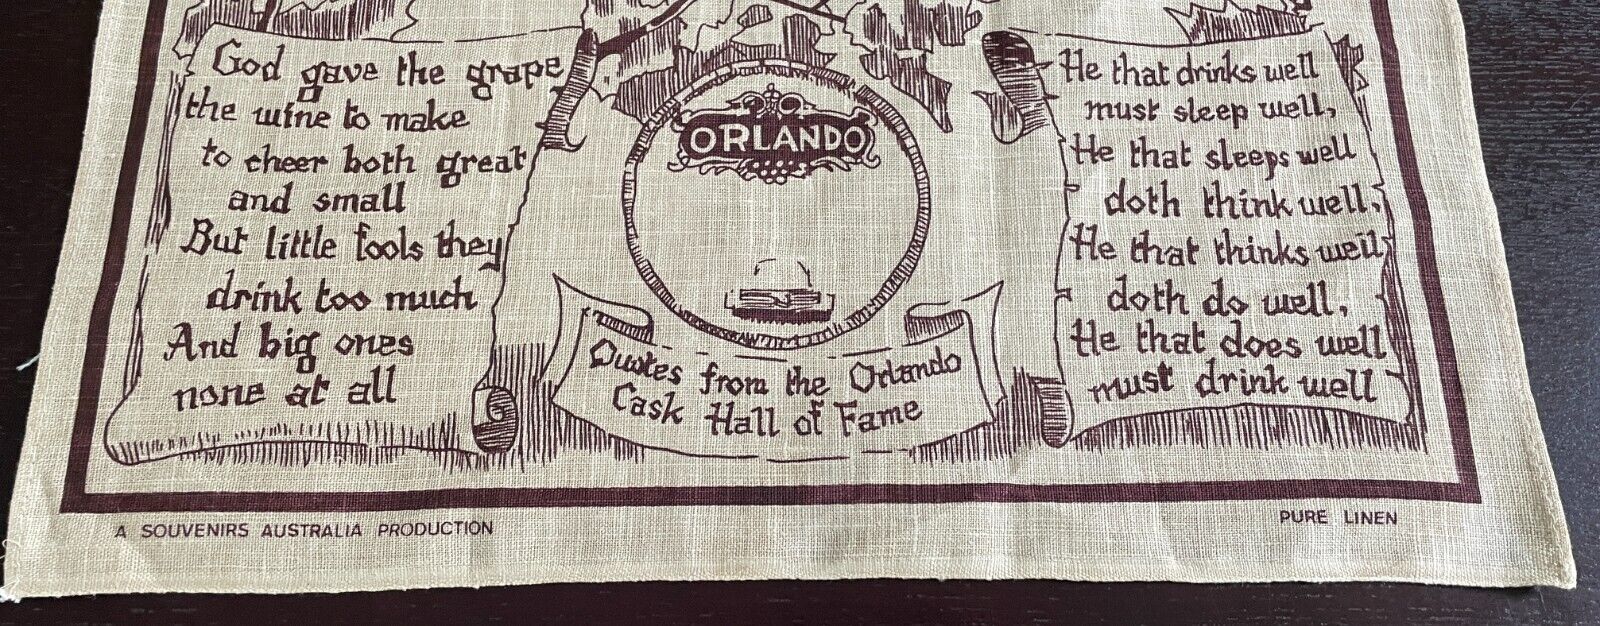 God gave the grape
the wine to make
to cheer both great
and small
But little fools they
drink too much
And big ones
none at all
ORLANDO
Quotes from the Orlando
Cask Hall of Fame
He that drinks well
must sleep well,
He that sleeps well
doth think well,
He that thinks well
doth do well,
He that does well
must drink well
A SOUVENIRS AUSTRALIA PRODUCTION
PURE LINEN